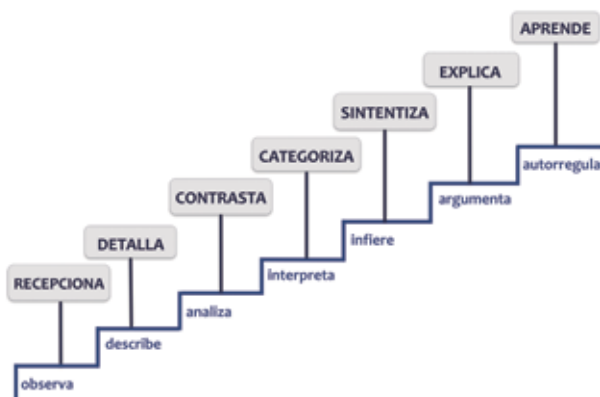 APRENDE
EXPLICA
SINTENTIZA
CATEGORIZA
autorregula
CONTRASTA
argumenta
DETALLA
infiere
RECEPCIONA
interpreta
analiza
describe
observa